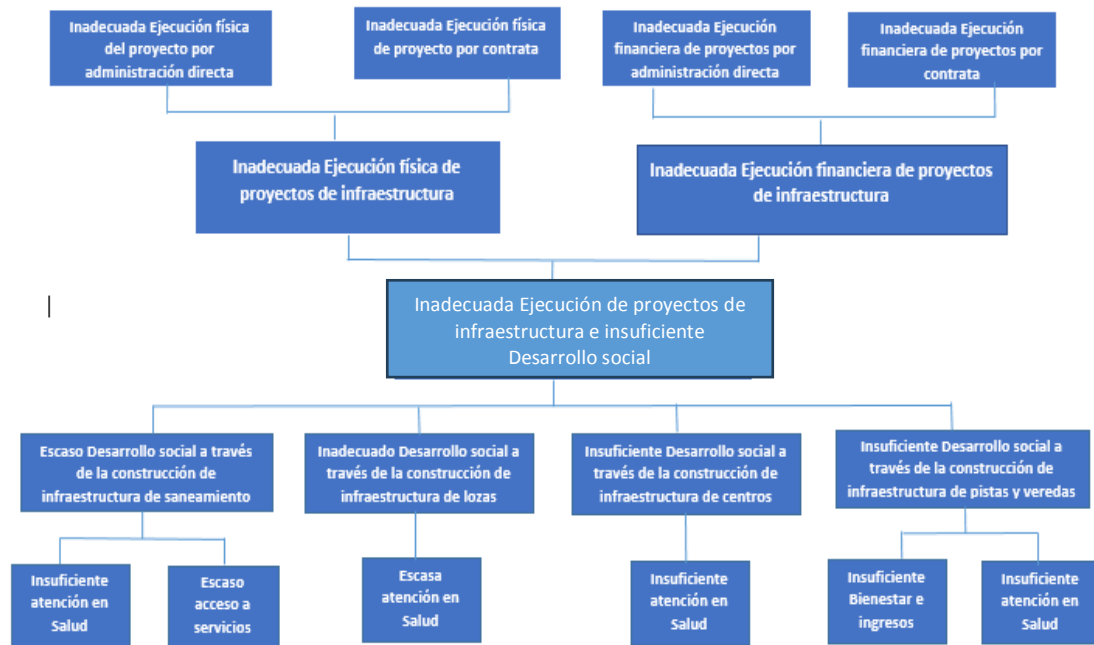 Inadecuada Ejecución física
del proyecto por
administración directa
Inadecuada Ejecución física
de proyecto por contrata
Inadecuada Ejecución
financiera de proyectos por
administración directa
Inadecuada Ejecución
financiera de proyectos por
contrata
Inadecuada Ejecución física de
proyectos de infraestructura
Inadecuada Ejecución financiera de proyectos
de infraestructura
Inadecuada Ejecución de proyectos de
infraestructura e insuficiente
Desarrollo social
Escaso Desarrollo social a través
de la construcción de
infraestructura de saneamiento
Inadecuado Desarrollo social a
través de la construcción de
infraestructura de lozas
Insuficiente Desarrollo social
a través de la construcción de
infraestructura de centros
Insuficiente Desarrollo social a
través de la construcción de
infraestructura de pistas y veredas
Insuficiente
atención en
Salud
Escaso
acceso a
servicios
Escasa
atención en
Salud
Insuficiente
atención en
Salud
Insuficiente
Bienestar e
ingresos
Insuficiente
atención en
Salud